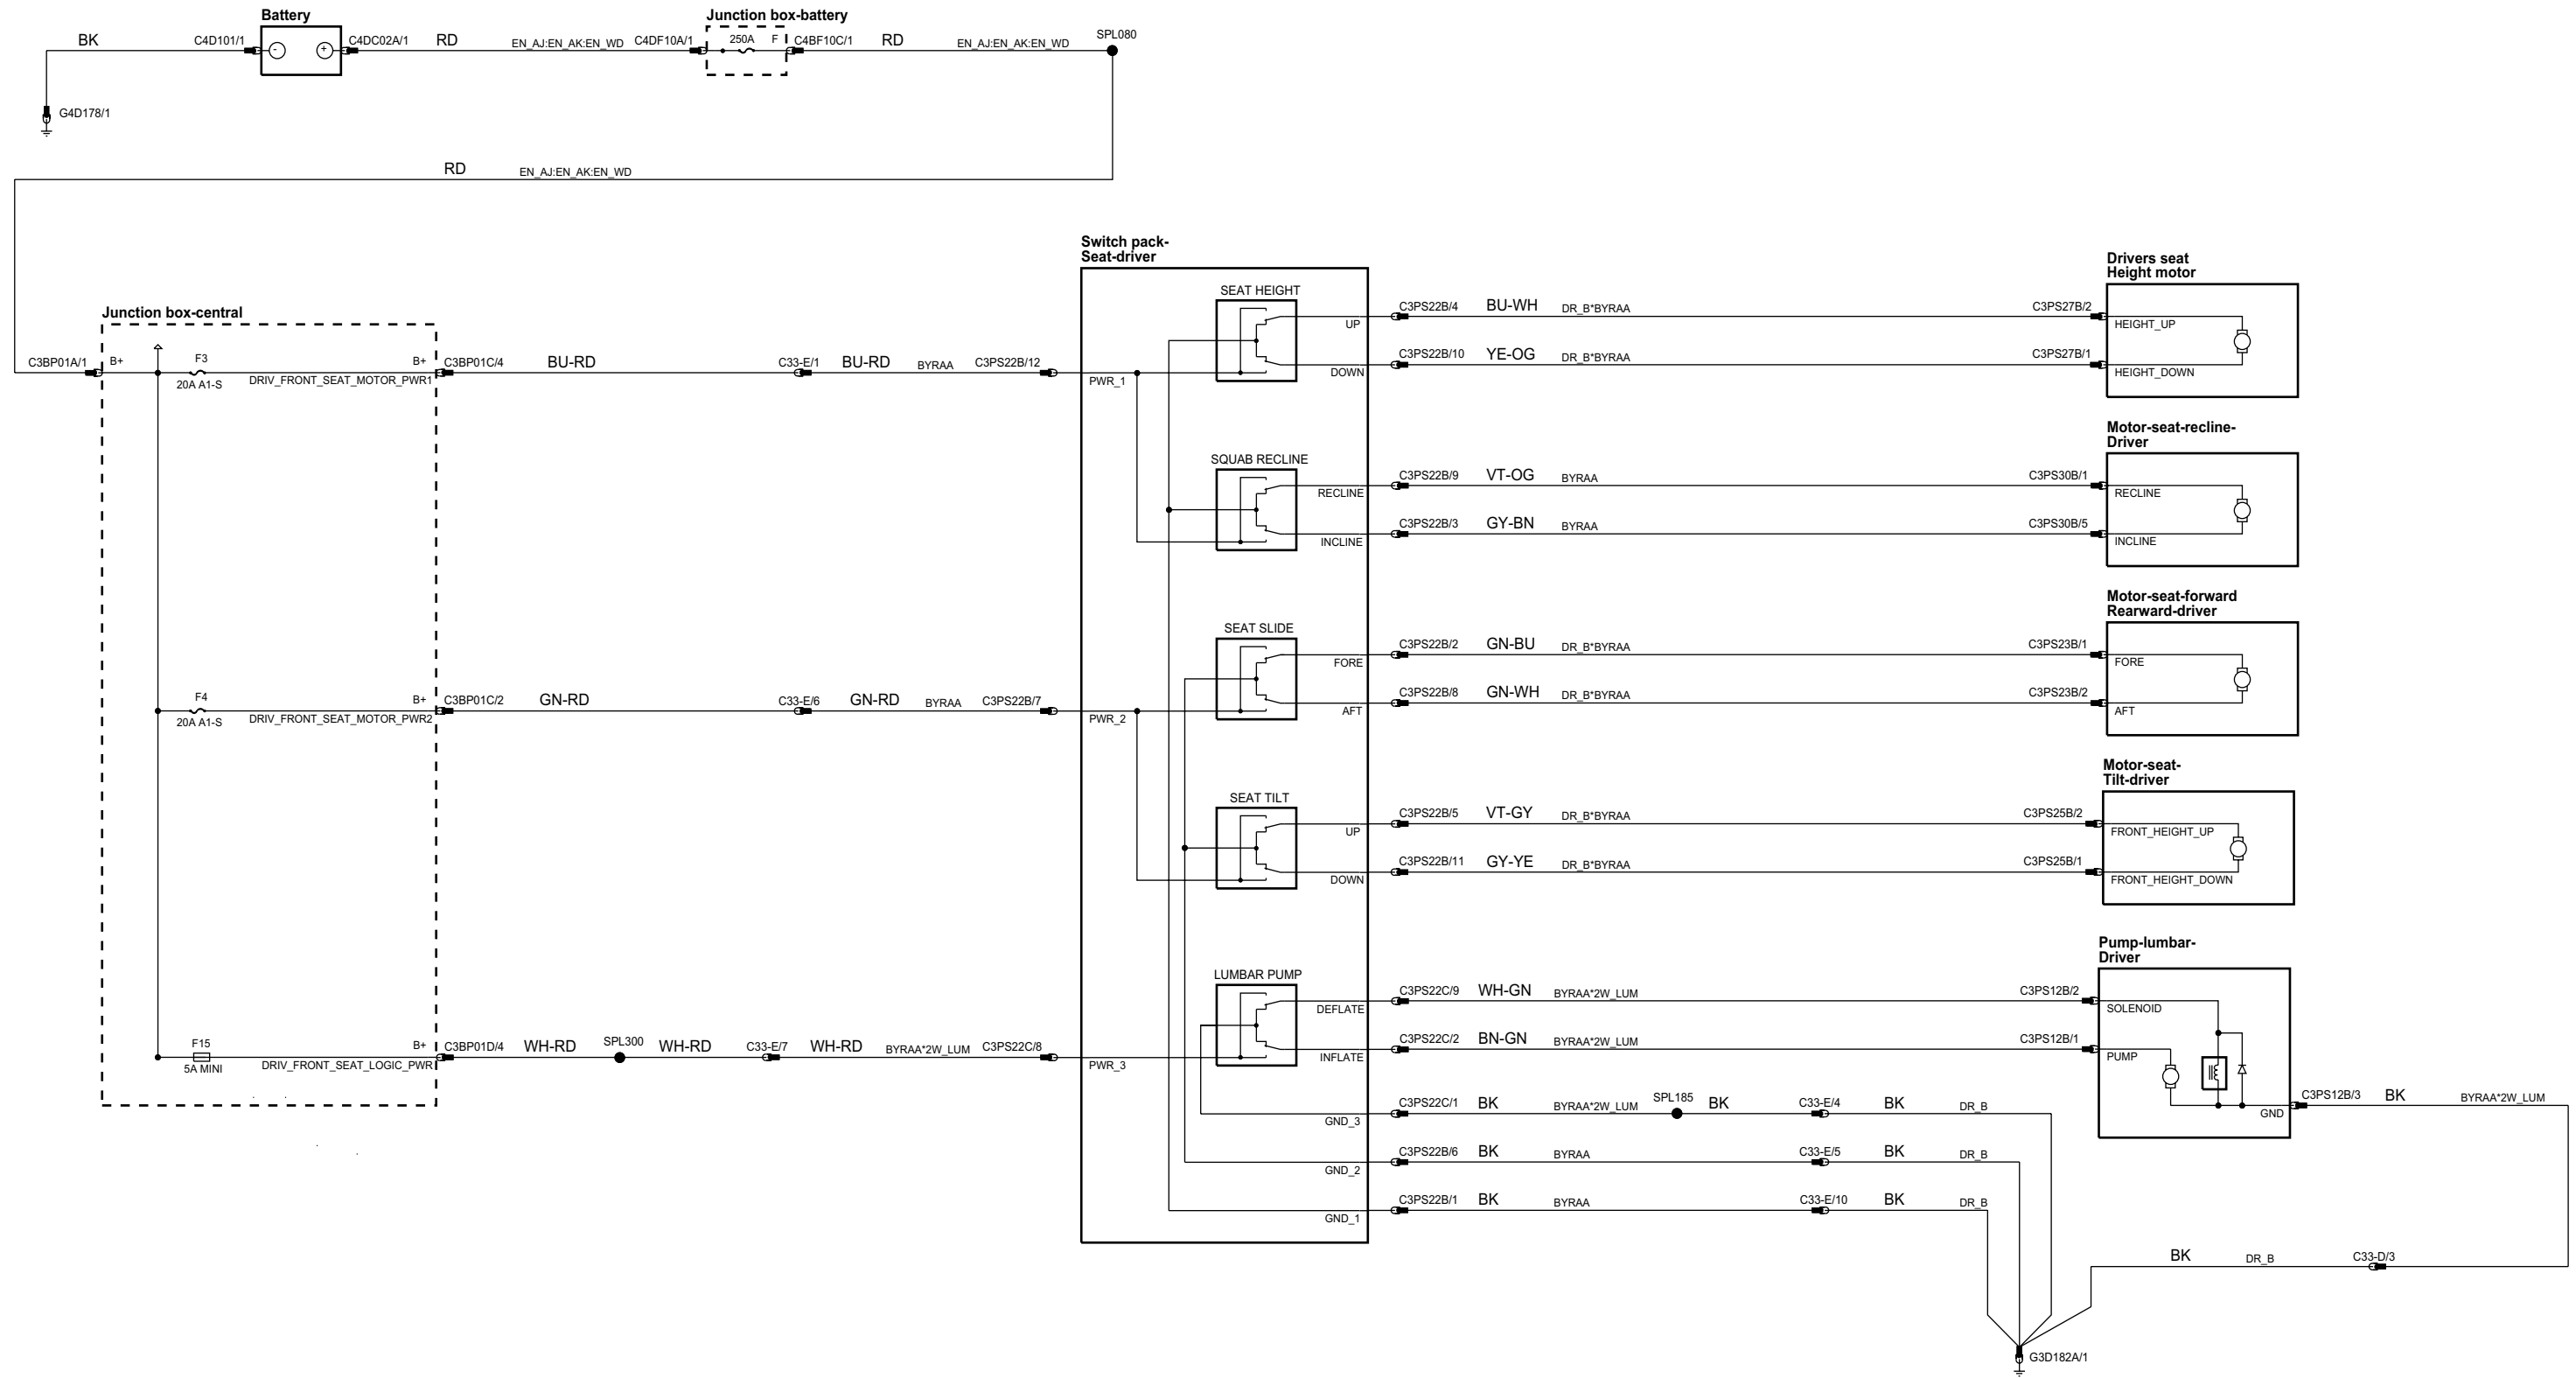 Battery
Junction box-battery
BK
C4D101/1
-
+
C4DC02A/1
RD
EN_AJ:EN_AK:EN_WD
C4DF10A/1
250A
F
C4BF10C/1
RD
EN_AJ:EN_AK:EN_WD
SPL080
G4D178/1
RD
EN_AJ:EN_AK:EN_WD
Switch pack-
Seat-driver
Junction box-central
C3BP01A/1
B+
F3
20A A1-S
B+
DRIV_FRONT_SEAT_MOTOR_PWR1
C3BP01C/4
BU-RD
C33-E/1
BU-RD
BYRAA
C3PS22B/12
PWR_1
SEAT HEIGHT
UP
DOWN
C3PS22B/4
BU-WH
DR_B*BYRAA
C3PS27B/2
C3PS22B/10
YE-OG
DR_B*BYRAA
C3PS27B/1
Drivers seat
Height motor
HEIGHT_UP
HEIGHT_DOWN
SQUAB RECLINE
RECLINE
INCLINE
C3PS22B/9
VT-OG
BYRAA
C3PS30B/1
C3PS22B/3
GY-BN
BYRAA
C3PS30B/5
Motor-seat-recline-
Driver
RECLINE
INCLINE
F4
20A A1-S
B+
DRIV_FRONT_SEAT_MOTOR_PWR2
C3BP01C/2
GN-RD
C33-E/6
GN-RD
BYRAA
C3PS22B/7
PWR_2
SEAT SLIDE
FORE
AFT
C3PS22B/2
GN-BU
DR_B*BYRAA
C3PS23B/1
C3PS22B/8
GN-WH
DR_B*BYRAA
C3PS23B/2
Motor-seat-forward
Rearward-driver
FORE
AFT
SEAT TILT
UP
DOWN
C3PS22B/5
VT-GY
DR_B*BYRAA
C3PS25B/2
C3PS22B/11
GY-YE
DR_B*BYRAA
C3PS25B/1
Motor-seat-
Tilt-driver
FRONT_HEIGHT_UP
FRONT_HEIGHT_DOWN
F15
5A MINI
B+
DRIV_FRONT_SEAT_LOGIC_PWR
C3BP01D/4
WH-RD
SPL300
WH-RD
C33-E/7
WH-RD
BYRAA*2W_LUM
C3PS22C/8
PWR_3
LUMBAR PUMP
DEFLATE
INFLATE
C3PS22C/9
WH-GN
BYRAA*2W_LUM
C3PS12B/2
C3PS22C/2
BN-GN
BYRAA*2W_LUM
C3PS12B/1
Pump-lumbar-
Driver
SOLENOID
PUMP
GND
C3PS12B/3
BK
BYRAA*2W_LUM
GND_3
C3PS22C/1
BK
BYRAA*2W_LUM
SPL185
BK
C33-E/4
BK
DR_B
GND_2
C3PS22B/6
BK
BYRAA
C33-E/5
BK
DR_B
GND_1
C3PS22B/1
BK
BYRAA
C33-E/10
BK
DR_B
BK
DR_B
C33-D/3
G3D182A/1